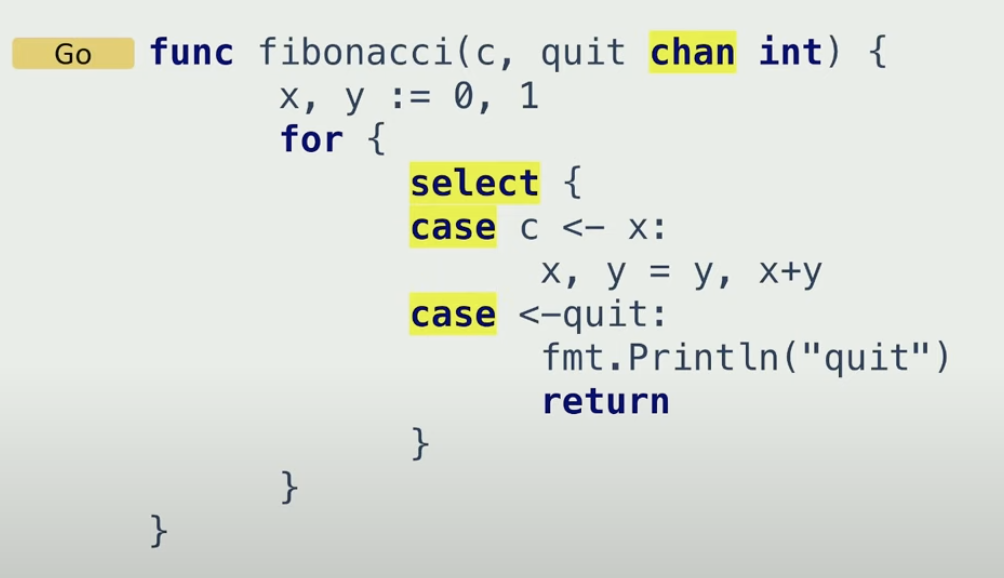 Go func fibonacci(c, quit chan int) {
x, y := 0, 1
for {
select {
case c <- x:
x, y = y, x+y
case <-quit:
fmt.Println("quit")
return
}
}
}